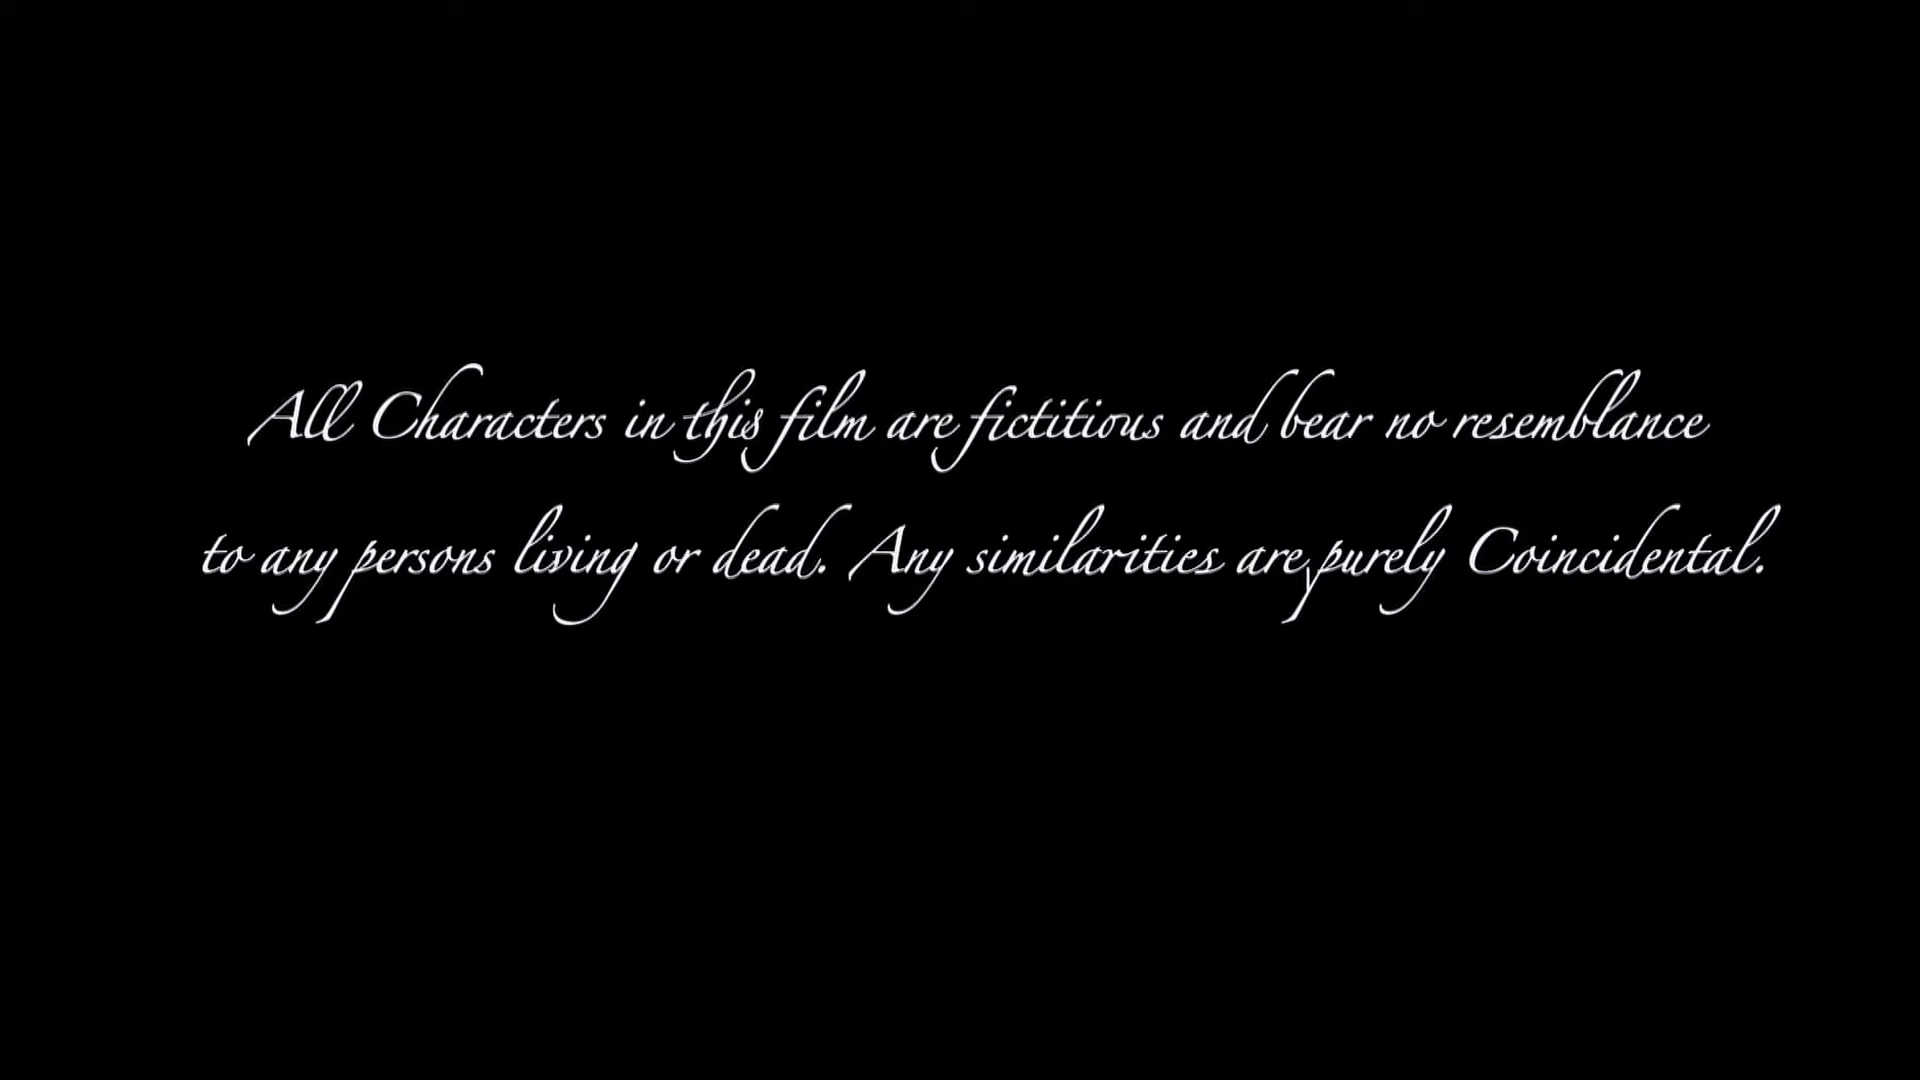 All Characters in this film are fictitious and bear no resemblance
to any persons living or dead. Any similarities are purely Coincidental.